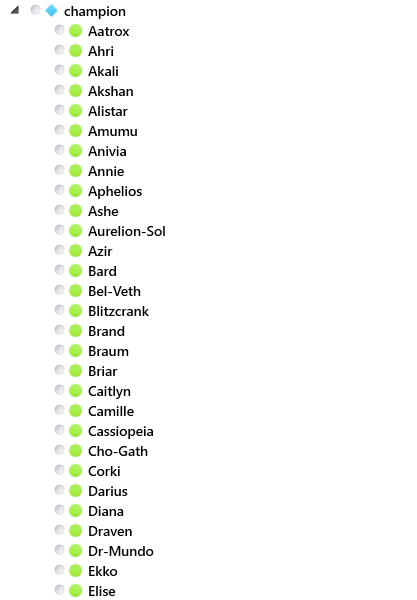 champion
Aatrox
Ahri
Akali
Akshan
Alistar
Amumu
Anivia
Annie
Aphelios
Ashe
Aurelion-Sol
Azir
Bard
Bel-Veth
Blitzcrank
Brand
Braum
Briar
Caitlyn
Camille
Cassiopeia
Cho-Gath
Corki
Darius
Diana
Draven
Dr-Mundo
Ekko
Elise